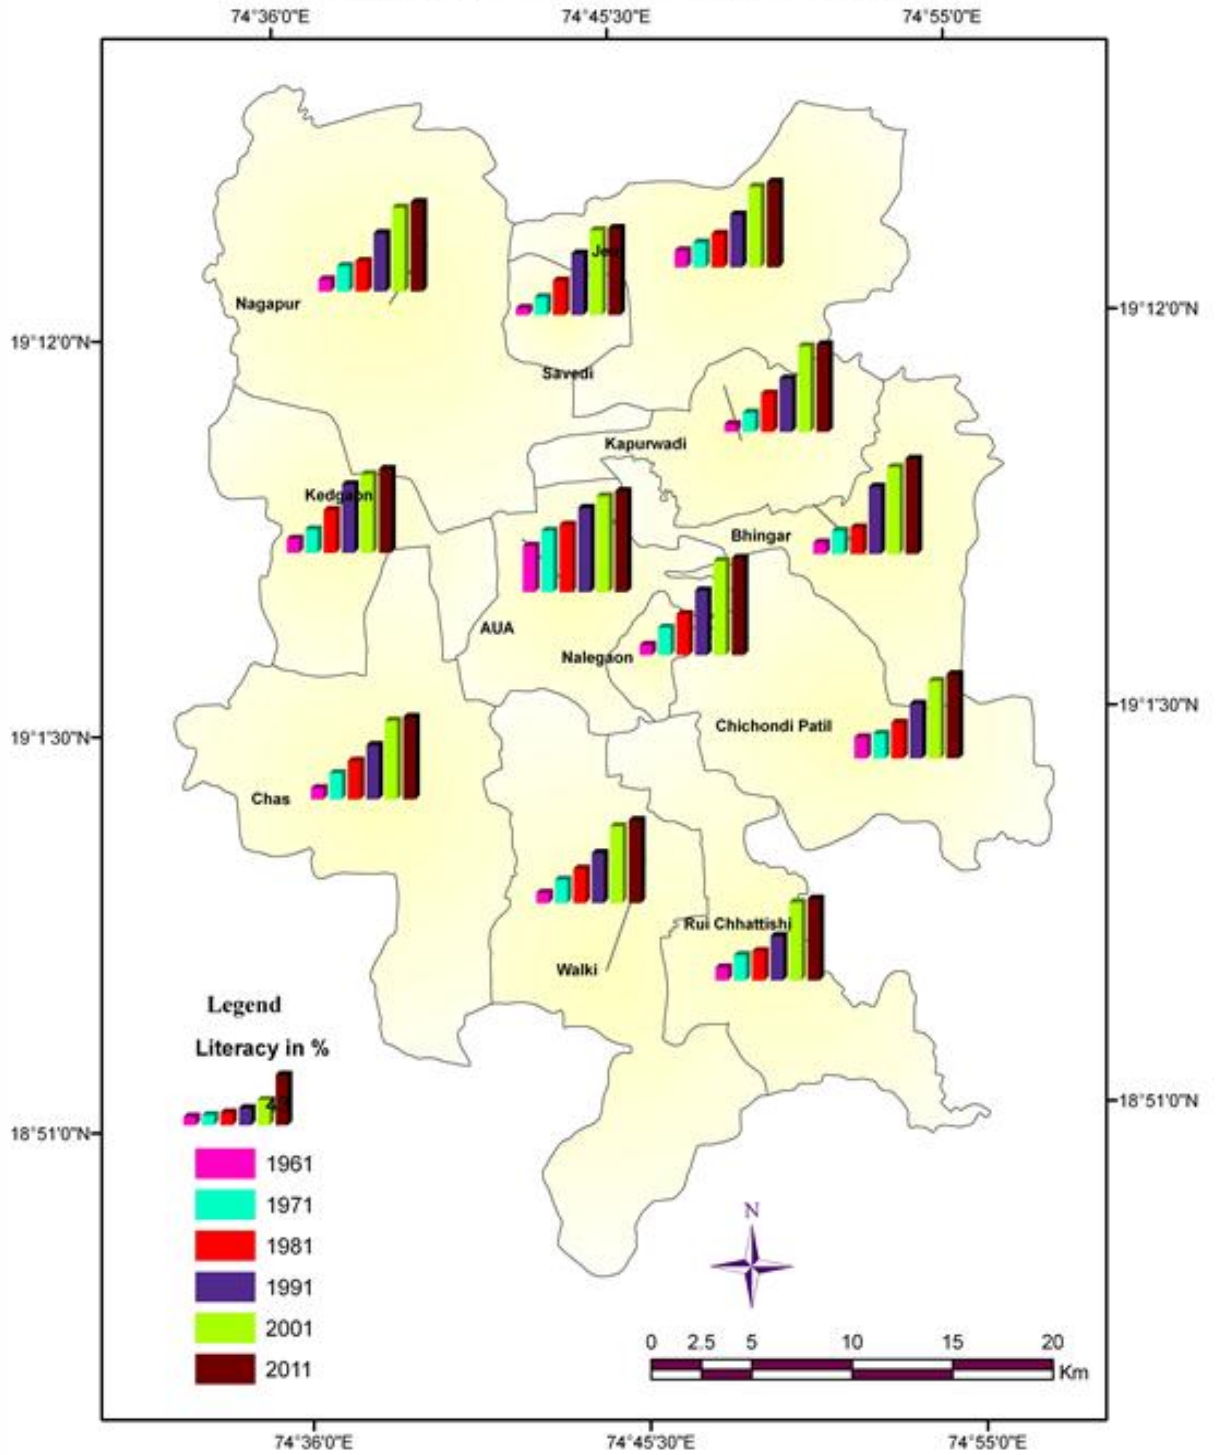 74°36'0"E
74°45'30"E
74°55'0"E
Nagapur
19°12'0"N
19°12'0"N
Savedi
Kapurwadi
Kedgaon
Bhingar
AUA
Nalegaon
19°1'30"N
Chichondi Patil
19°1'30"N
Chas
Rui Chhattishi
Walki
Legend
Literacy in %
18°51'0"N
18°51'0"N
1961
1971
1981
1991
2001
2011
N
0 2.5 5 10 15 20
Km
74°36'0"E
74°45'30"E
74°55'0"E